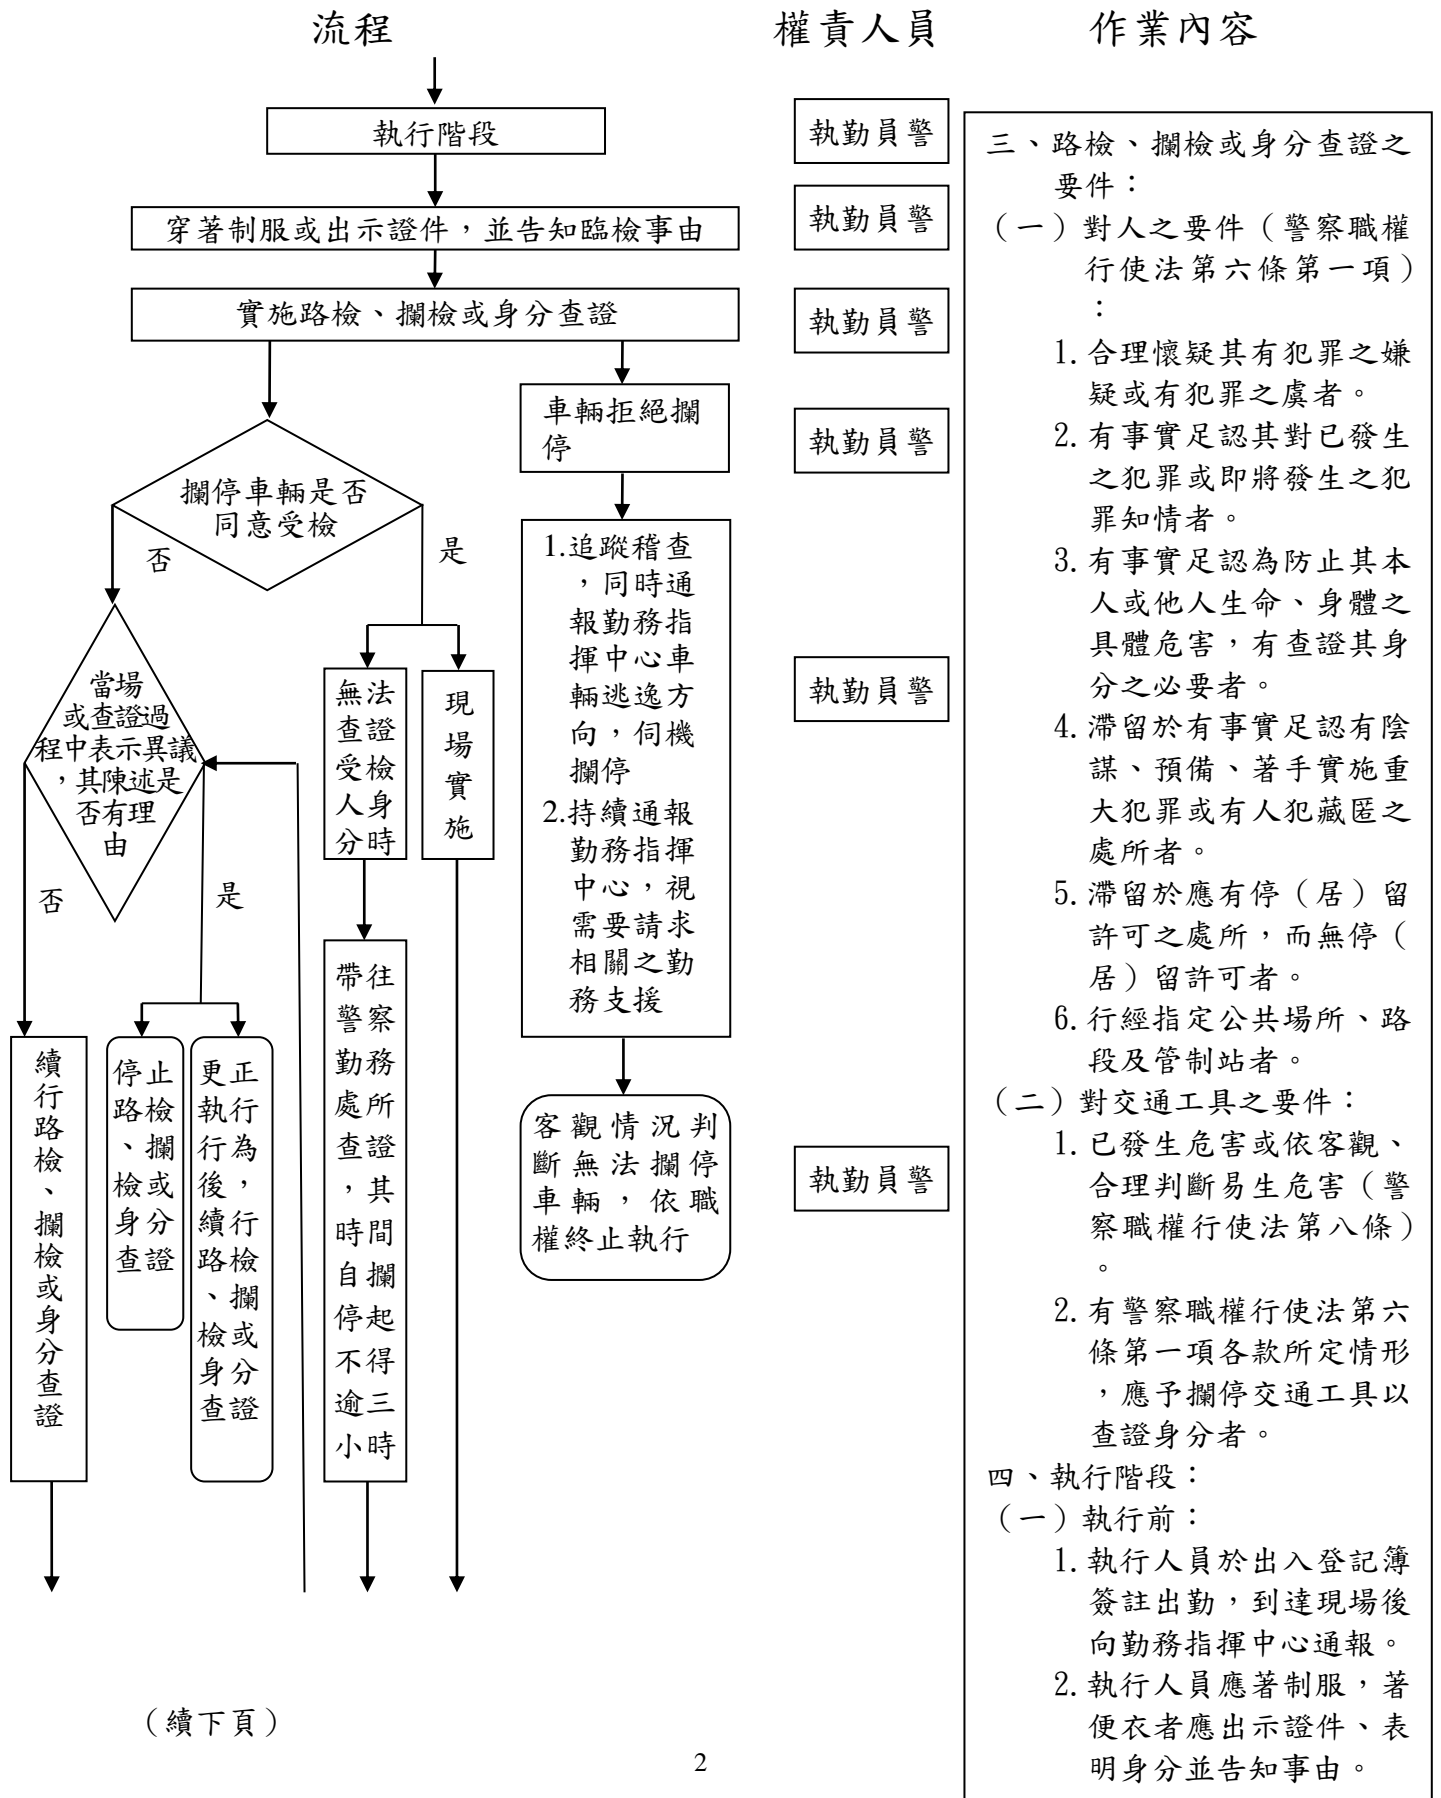 流程
權責人員
作業內容
執行階段
穿著制服或出示證件，並告知臨檢事由
實施路檢、攔檢或身分查證
車輛拒絕攔
停
攔停車輛是否
同意受檢
否
是
1.追蹤稽查
，同時通
報勤務指
揮中心車
輛逃逸方
向，伺機
攔停
2.持續通報
勤務指揮
中心，視
需要請求
相關之勤
務支援
當場
或查證過
程中表示異議
，其陳述是
否有理
由
否
是
無法
查證
受檢
人身
分時
現
場
實
施
續
行
路
檢
、
攔
檢
或
身
分
查
證
停止
路檢
、攔
檢或
身分
查證
更正
執行
行為
後，
續行
路檢
、攔
檢或
身分
查證
帶往
警察
勤務
處所
查證
，其
時間
自攔
停起
不得
逾三
小時
客觀情況判
斷無法攔停
車輛，依職
權終止執行
執勤員警
執勤員警
執勤員警
執勤員警
執勤員警
執勤員警
三、路檢、攔檢或身分查證之
要件：
（一）對人之要件（警察職權
行使法第六條第一項）
：
1.合理懷疑其有犯罪之嫌
疑或有犯罪之虞者。
2.有事實足認其對已發生
之犯罪或即將發生之犯
罪知情者。
3.有事實足認為防止其本
人或他人生命、身體之
具體危害，有查證其身
分之必要者。
4.滯留於有事實足認有陰
謀、預備、著手實施重
大犯罪或有人犯藏匿之
處所者。
5.滯留於應有停（居）留
許可之處所，而無停（
居）留許可者。
6.行經指定公共場所、路
段及管制站者。
（二）對交通工具之要件：
1.已發生危害或依客觀、
合理判斷易生危害（警
察職權行使法第八條）
。
2.有警察職權行使法第六
條第一項各款所定情形
，應予攔停交通工具以
查證身分者。
四、執行階段：
（一）執行前：
1.執行人員於出入登記簿
簽註出勤，到達現場後
向勤務指揮中心通報。
2.執行人員應著制服，著
便衣者應出示證件、表
明身分並告知事由。
（續下頁）
2